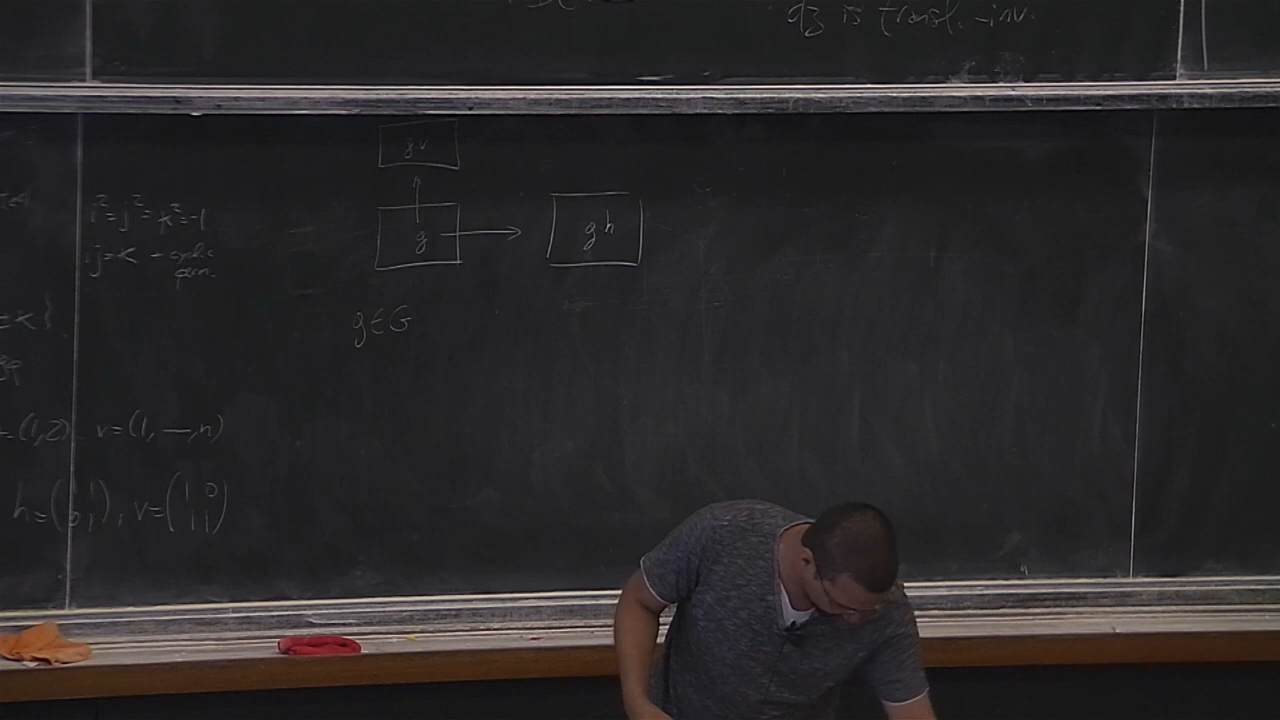 dz is transl.-inv.
i²=j²=k²=-1
ij=k + cyclic
perm.
g·v
g
gh
g∈G
=(1,2) v=(1,—,n)
h=(1 1
0 1), v=(1 0
1 1)